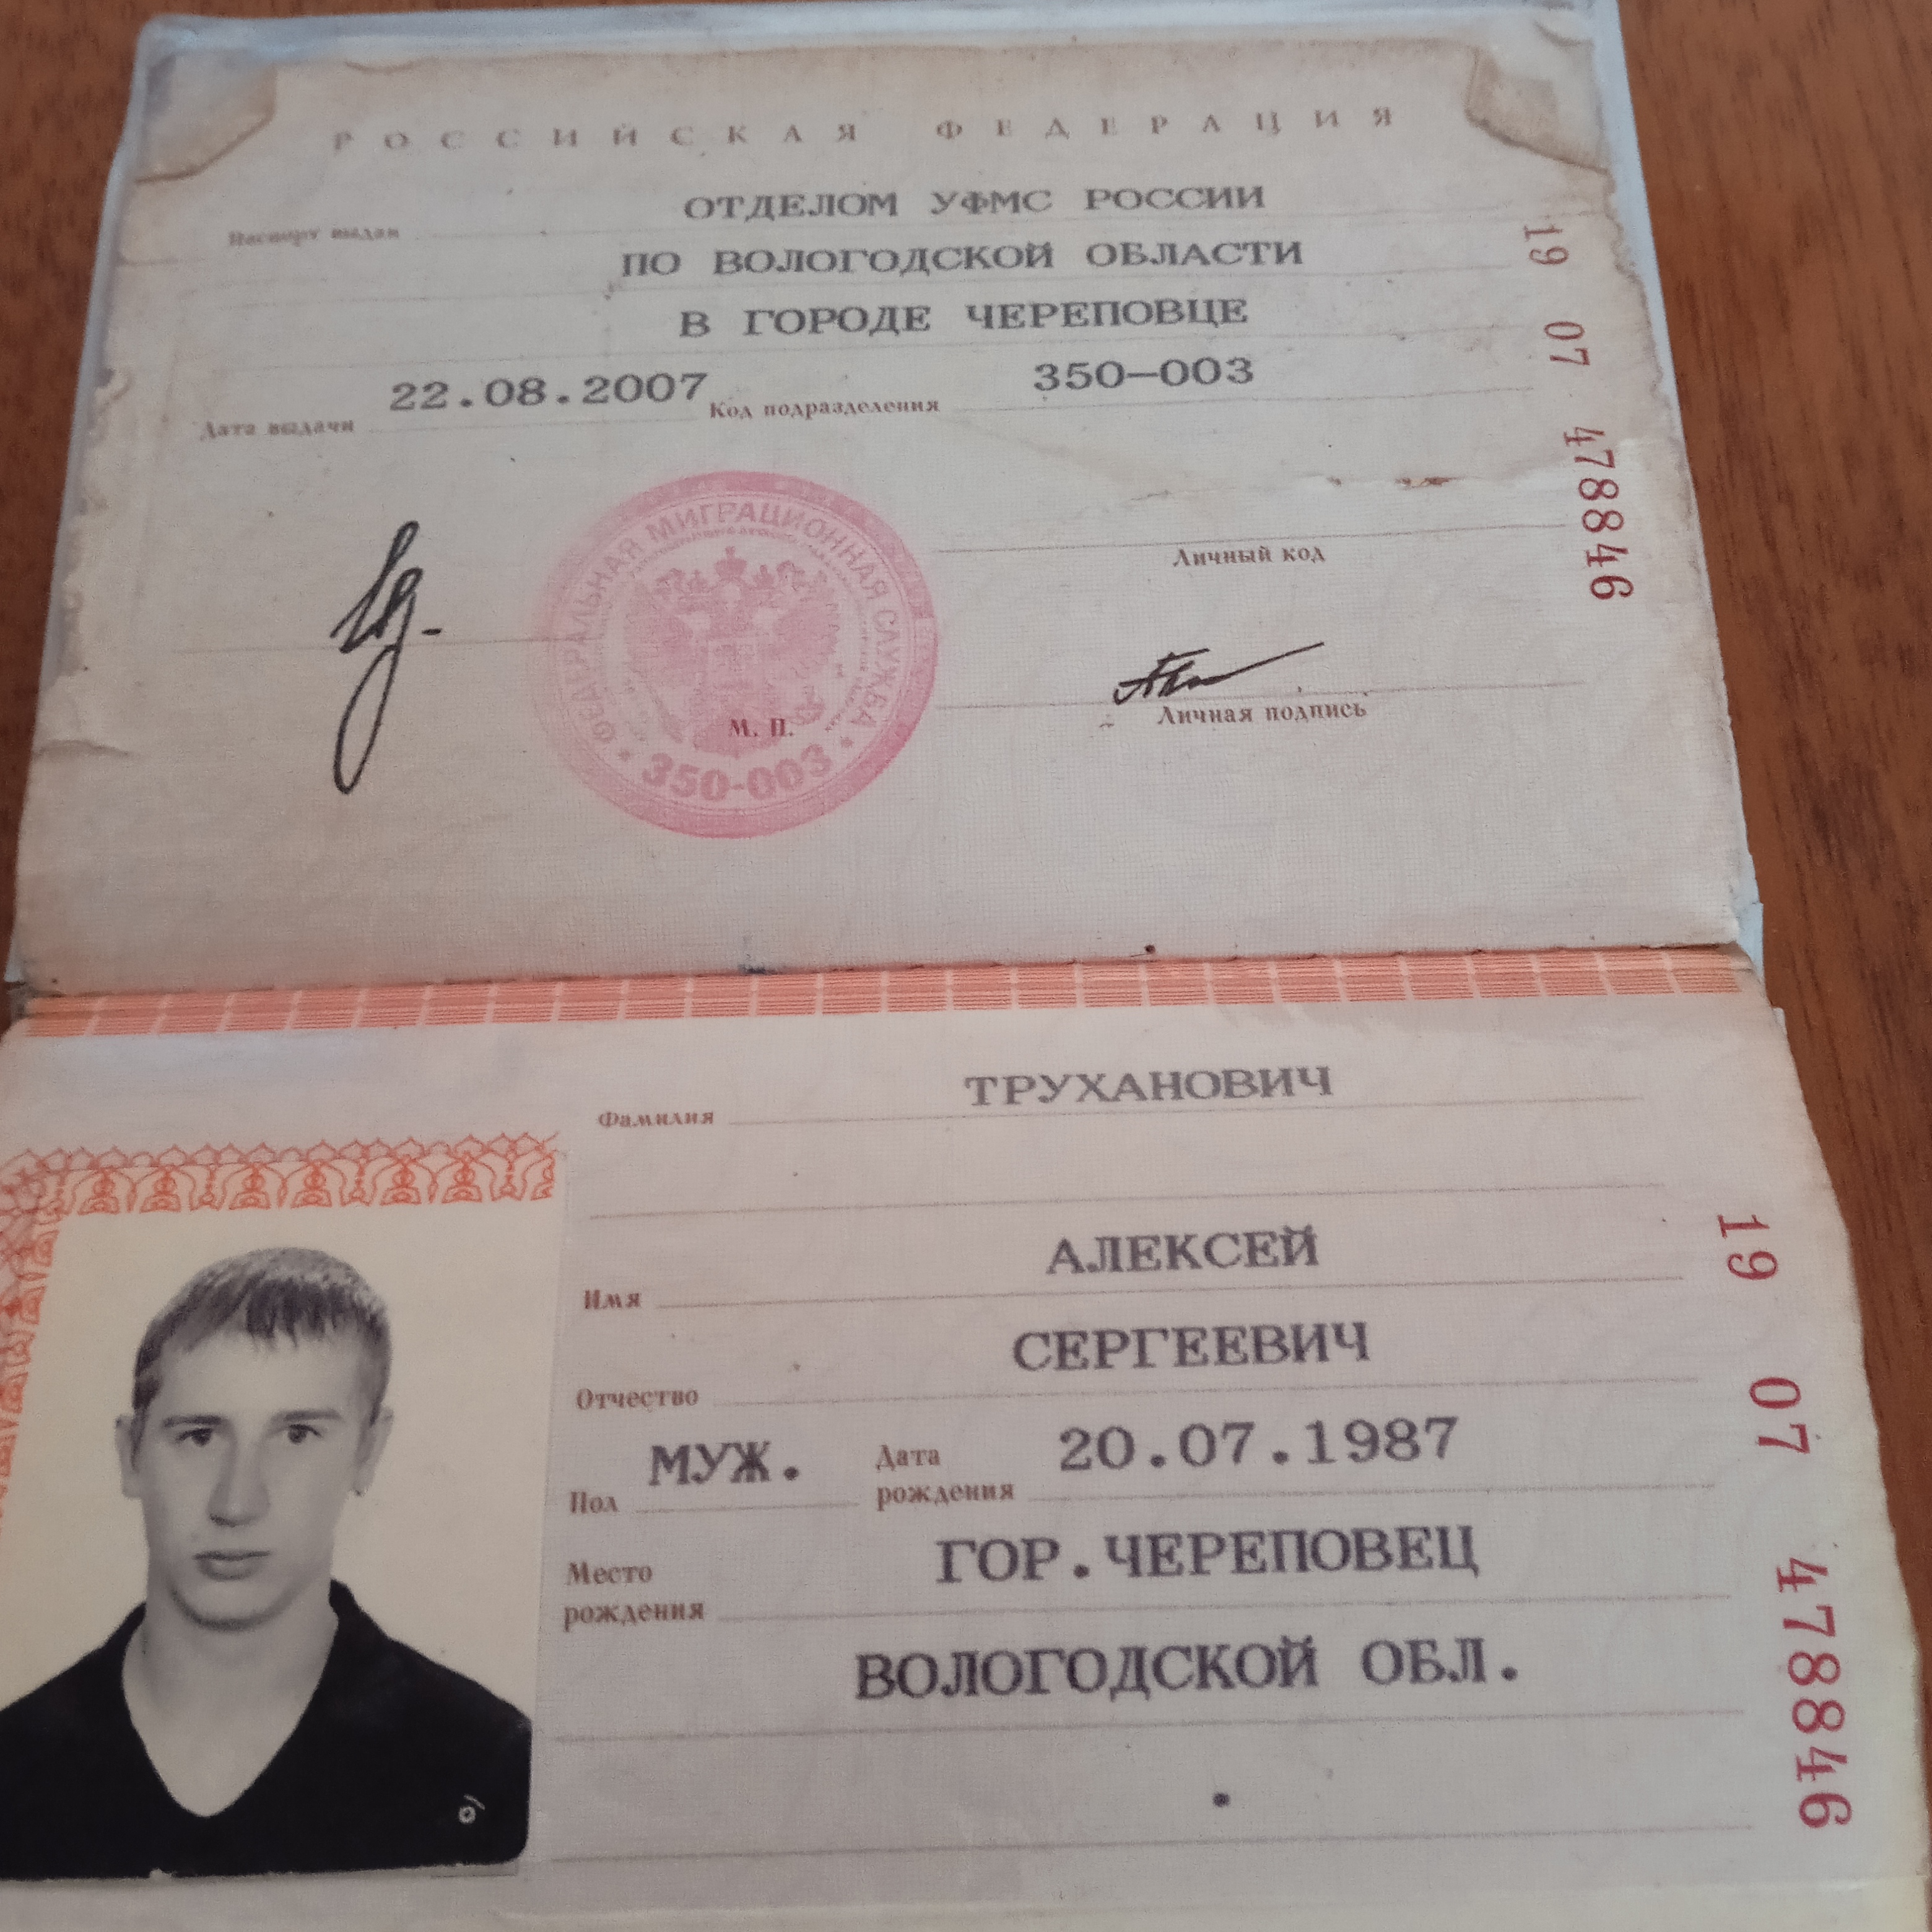 РОССИЙСКАЯ ФЕДЕРАЦИЯ
Паспорт выдан ОТДЕЛОМ УФМС РОССИИ
ПО ВОЛОГОДСКОЙ ОБЛАСТИ
В ГОРОДЕ ЧЕРЕПОВЦЕ
Дата выдачи 22.08.2007 Код подразделения 350-003
19 07 478846
Личный код
ФЕДЕРАЛЬНАЯ МИГРАЦИОННАЯ СЛУЖБА
М. П.
350-003
Личная подпись
Фамилия ТРУХАНОВИЧ
Имя АЛЕКСЕЙ
Отчество СЕРГЕЕВИЧ
Пол МУЖ. Дата рождения 20.07.1987
Место рождения ГОР.ЧЕРЕПОВЕЦ
ВОЛОГОДСКОЙ ОБЛ.
19 07 478846